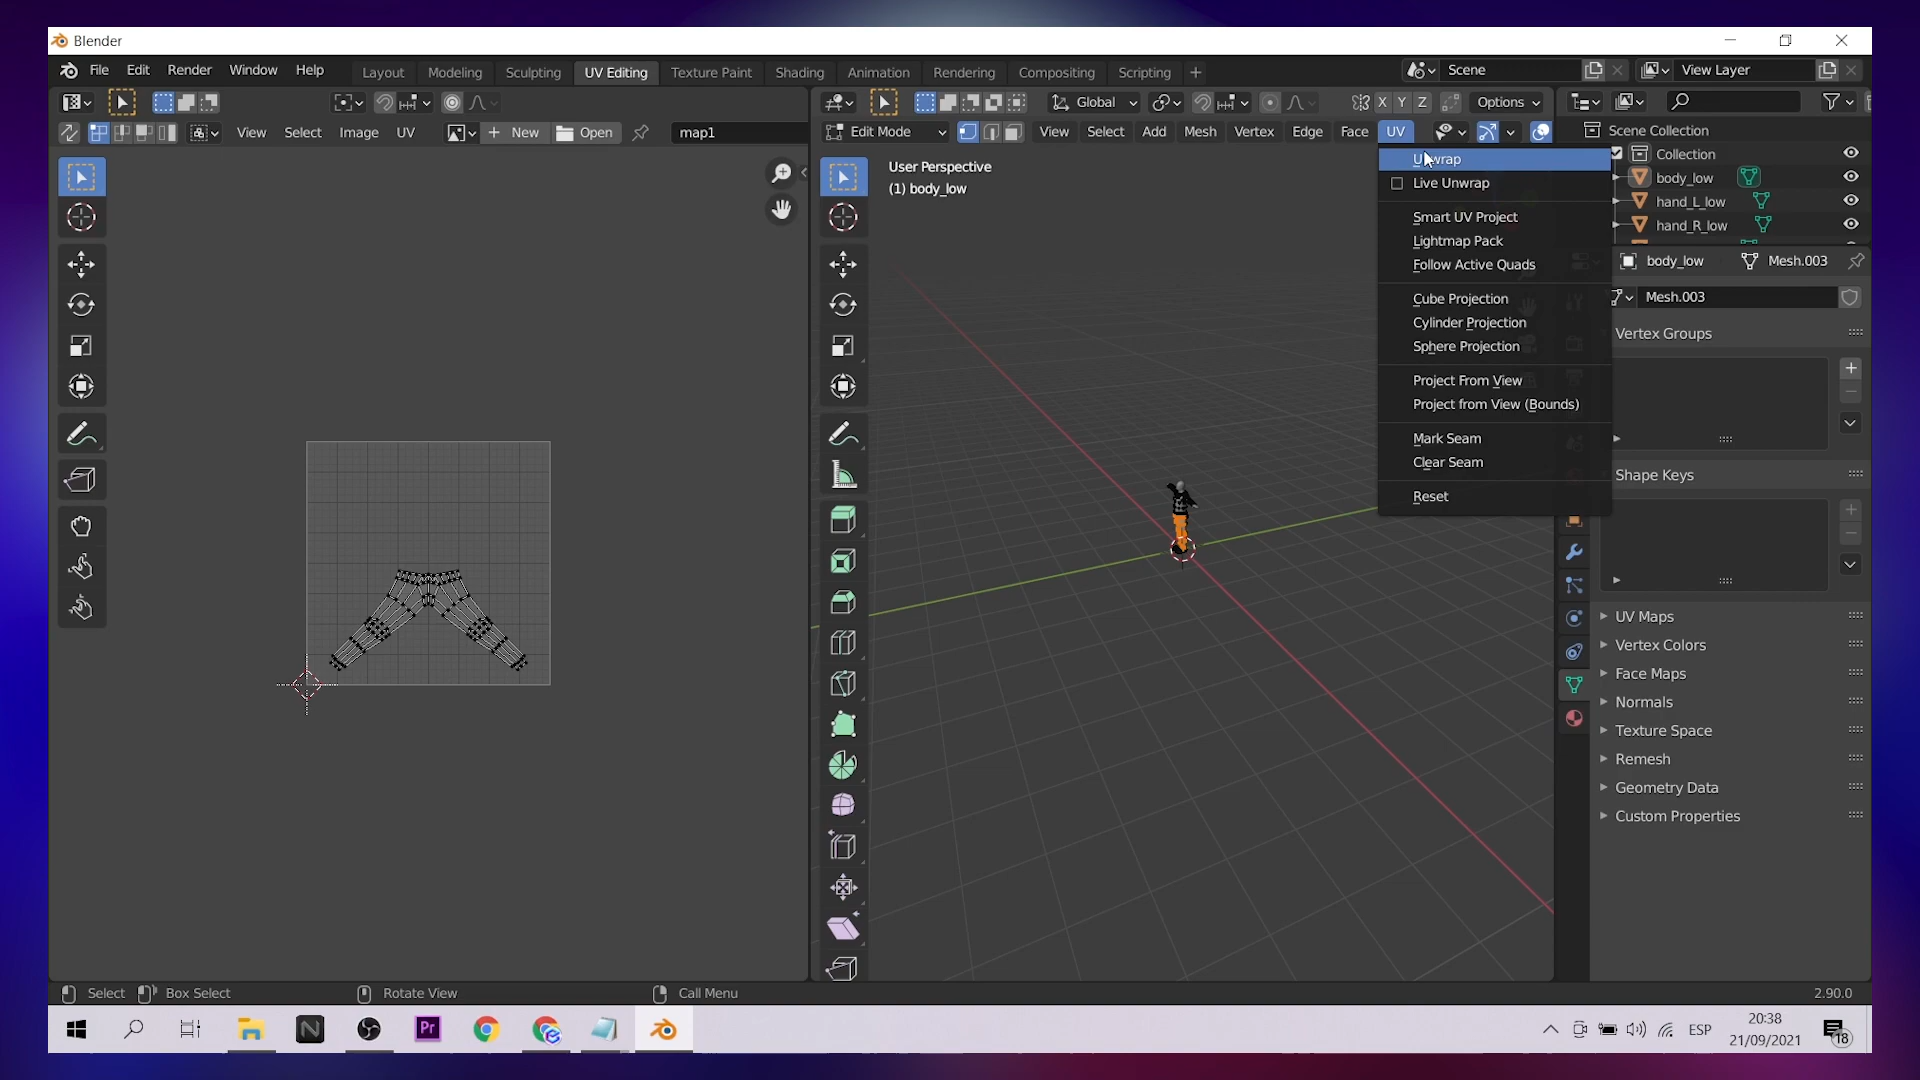 Blender
File Edit Render Window Help Layout Modeling Sculpting UV Editing Texture Paint Shading Animation Rendering Compositing Scripting + Scene View Layer
Global X Y Z Options
View Select Image UV + New Open map1
Edit Mode View Select Add Mesh Vertex Edge Face UV
User Perspective
(1) body_low
Unwrap
Live Unwrap
Smart UV Project
Lightmap Pack
Follow Active Quads
Cube Projection
Cylinder Projection
Sphere Projection
Project From View
Project from View (Bounds)
Mark Seam
Clear Seam
Reset
Scene Collection
Collection
body_low
hand_L_low
hand_R_low
body_low Mesh.003
Mesh.003
Vertex Groups
Shape Keys
UV Maps
Vertex Colors
Face Maps
Normals
Texture Space
Remesh
Geometry Data
Custom Properties
Select Box Select Rotate View Call Menu 2.90.0
N Pr ESP
20:38
21/09/2021
18